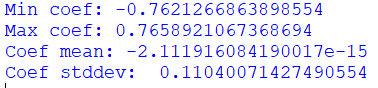 Min coef: -0.7621266863898554
Max coef: 0.7658921067368694
Coef mean: -2.111916084190017e-15
Coef stddev:  0.11040071427490554